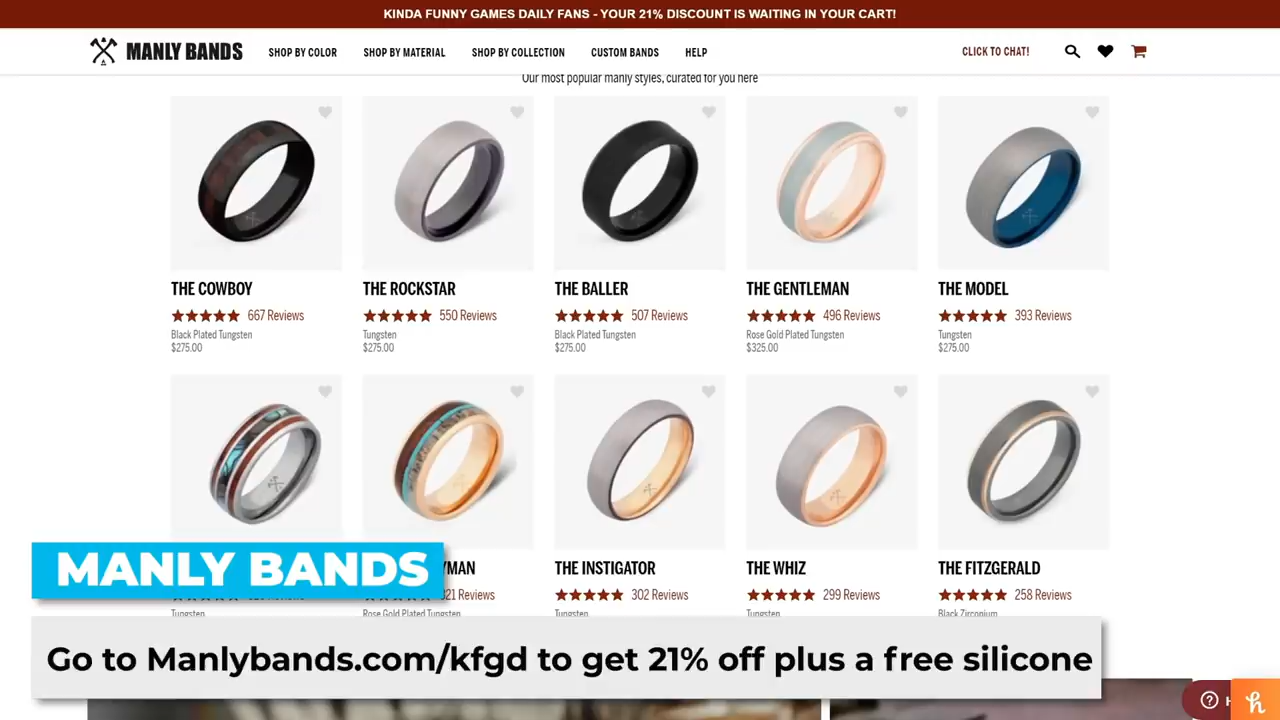 KINDA FUNNY GAMES DAILY FANS - YOUR 21% DISCOUNT IS WAITING IN YOUR CART!
MANLY BANDS
SHOP BY COLOR
SHOP BY MATERIAL
SHOP BY COLLECTION
CUSTOM BANDS
HELP
CLICK TO CHAT!
Our most popular manly styles, curated for you here
THE COWBOY
667 Reviews
Black Plated Tungsten
$275.00
THE ROCKSTAR
550 Reviews
Tungsten
$275.00
THE BALLER
507 Reviews
Black Plated Tungsten
$275.00
THE GENTLEMAN
496 Reviews
Rose Gold Plated Tungsten
$325.00
THE MODEL
393 Reviews
Tungsten
$275.00
Tungsten
YMAN
321 Reviews
Rose Gold Plated Tungsten
THE INSTIGATOR
302 Reviews
Tungsten
THE WHIZ
299 Reviews
Tungsten
THE FITZGERALD
258 Reviews
Black Zirconium
MANLY BANDS
Go to Manlybands.com/kfgd to get 21% off plus a free silicone